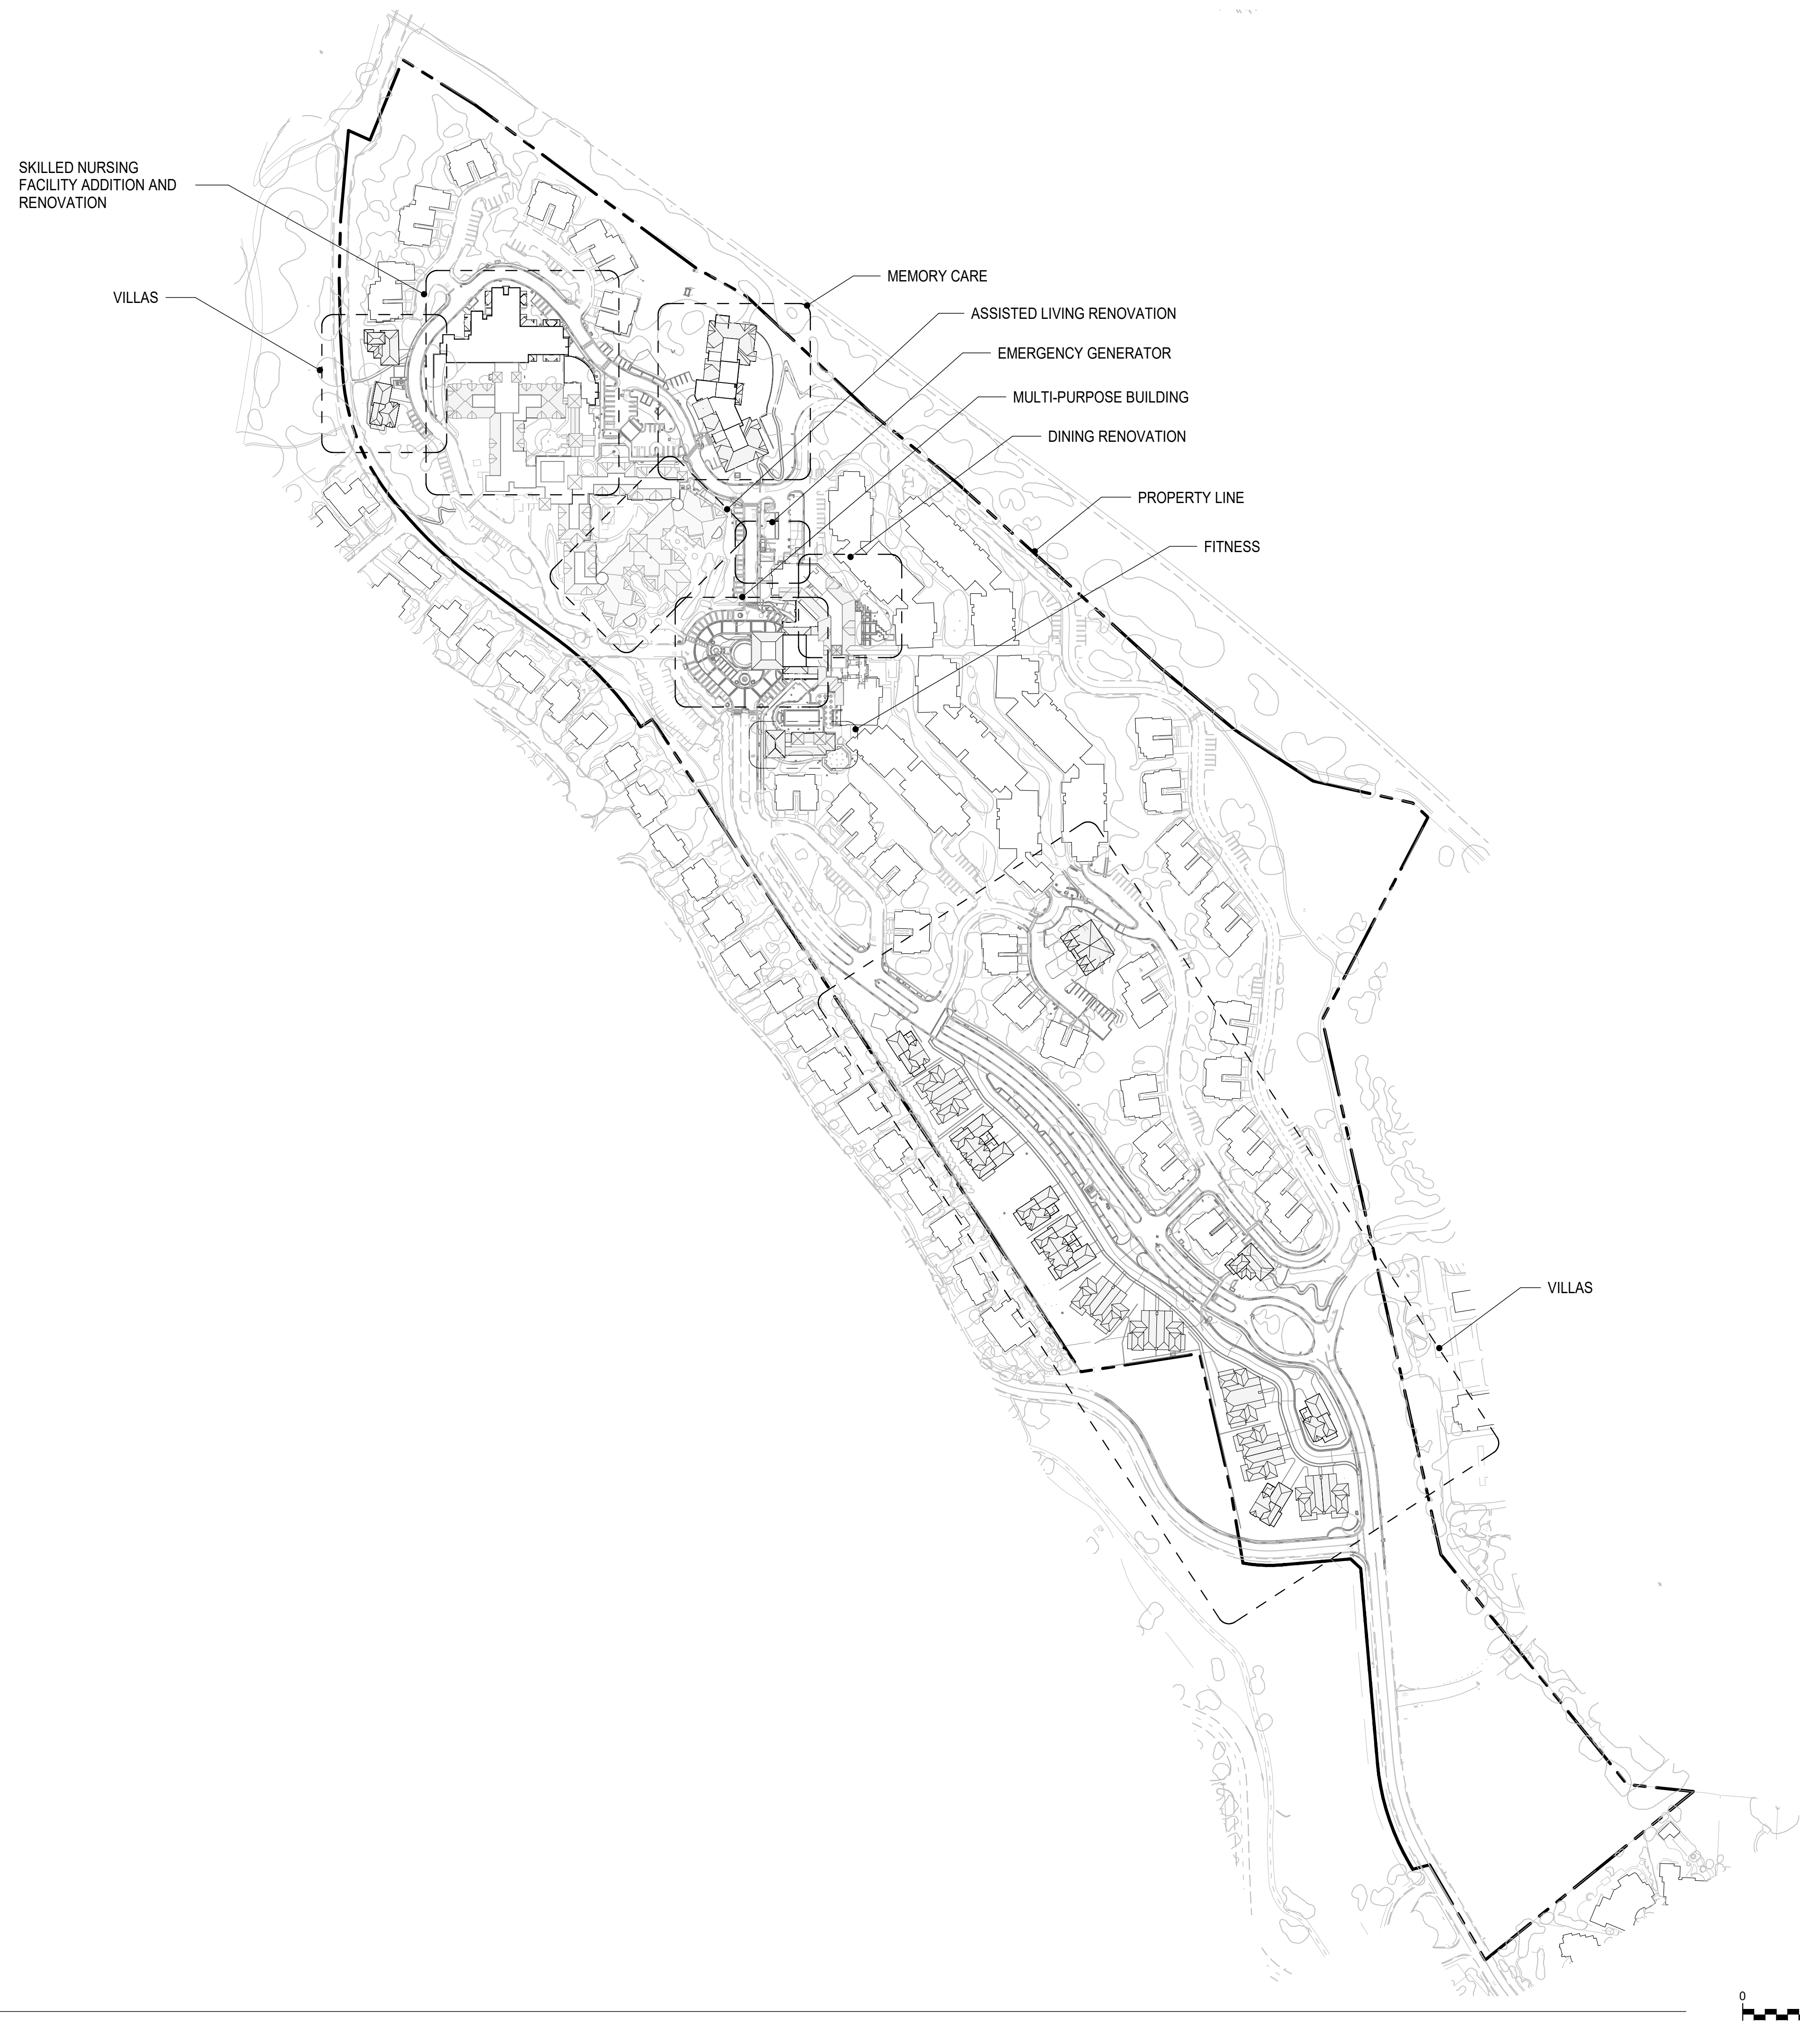 SKILLED NURSING
FACILITY ADDITION AND
RENOVATION
VILLAS
MEMORY CARE
ASSISTED LIVING RENOVATION
EMERGENCY GENERATOR
MULTI-PURPOSE BUILDING
DINING RENOVATION
PROPERTY LINE
FITNESS
VILLAS
0